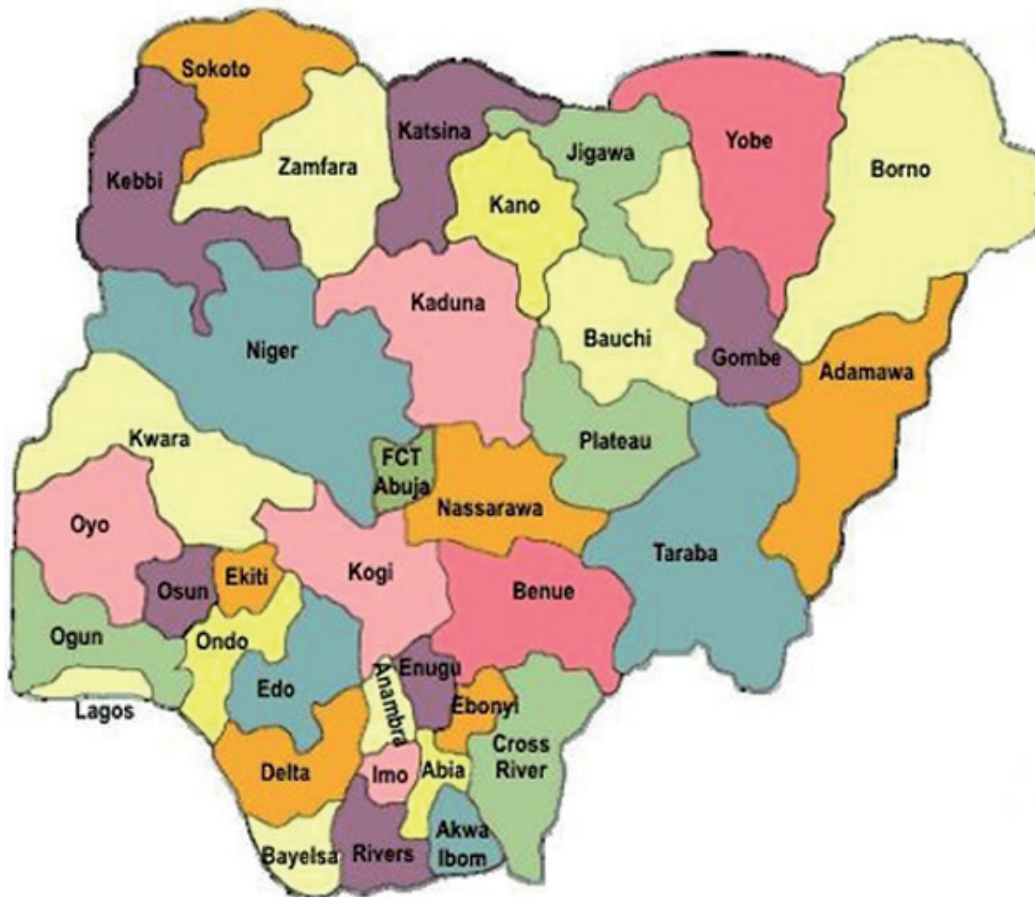 Sokoto
Katsina
Yobe
Jigawa
Borno
Zamfara
Kebbi
Kano
Kaduna
Bauchi
Niger
Gombe
Adamawa
Kwara
Plateau
FCT
Abuja
Nassarawa
Oyo
Taraba
Kogi
Benue
Ekiti
Osun
Ogun
Ondo
Enugu
Anambra
Edo
Ebonyi
Lagos
Cross
River
Delta
Imo
Abia
Akwa
Ibom
Bayelsa
Rivers